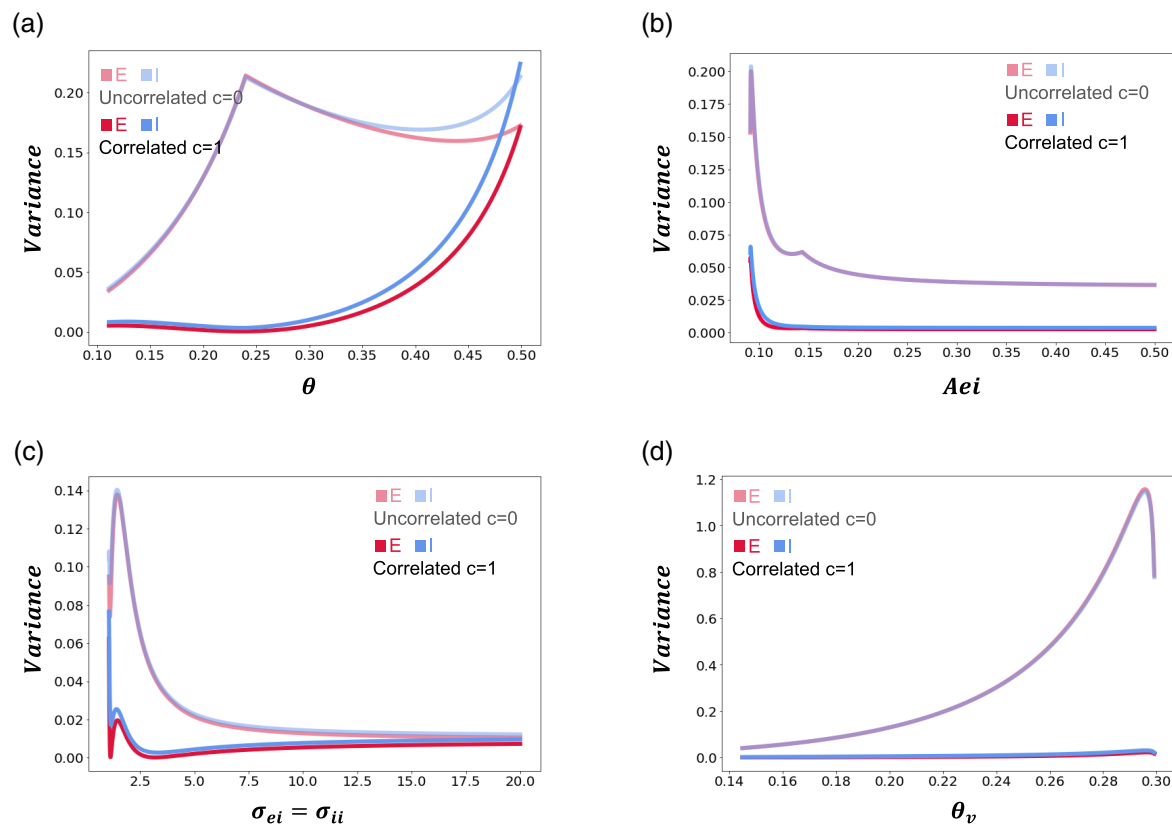 (a)
E I
Uncorrelated c=0
E I
Correlated c=1
Variance
0.20
0.15
0.10
0.05
0.00
0.10 0.15 0.20 0.25 0.30 0.35 0.40 0.45 0.50
θ
(b)
E I
Uncorrelated c=0
E I
Correlated c=1
Variance
0.200
0.175
0.150
0.125
0.100
0.075
0.050
0.025
0.000
0.10 0.15 0.20 0.25 0.30 0.35 0.40 0.45 0.50
Aei
(c)
E I
Uncorrelated c=0
E I
Correlated c=1
Variance
0.14
0.12
0.10
0.08
0.06
0.04
0.02
0.00
2.5 5.0 7.5 10.0 12.5 15.0 17.5 20.0
σei = σii
(d)
E I
Uncorrelated c=0
E I
Correlated c=1
Variance
1.2
1.0
0.8
0.6
0.4
0.2
0.0
0.14 0.16 0.18 0.20 0.22 0.24 0.26 0.28 0.30
θv